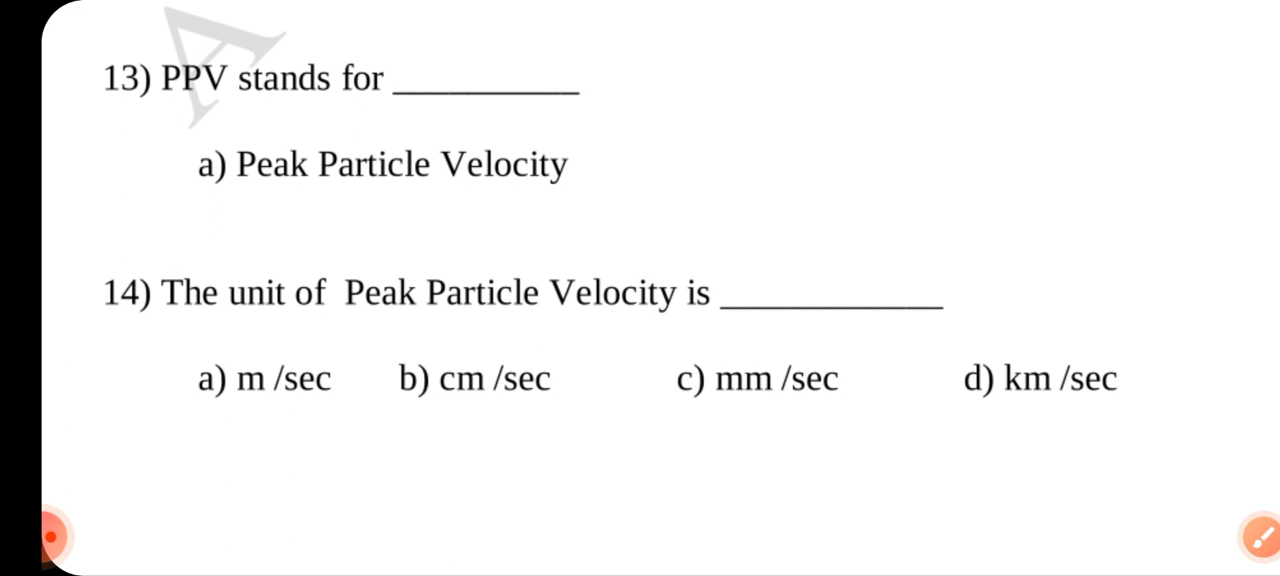 13) PPV stands for __________
a) Peak Particle Velocity
14) The unit of Peak Particle Velocity is ____________
a) m /sec b) cm /sec c) mm /sec d) km /sec